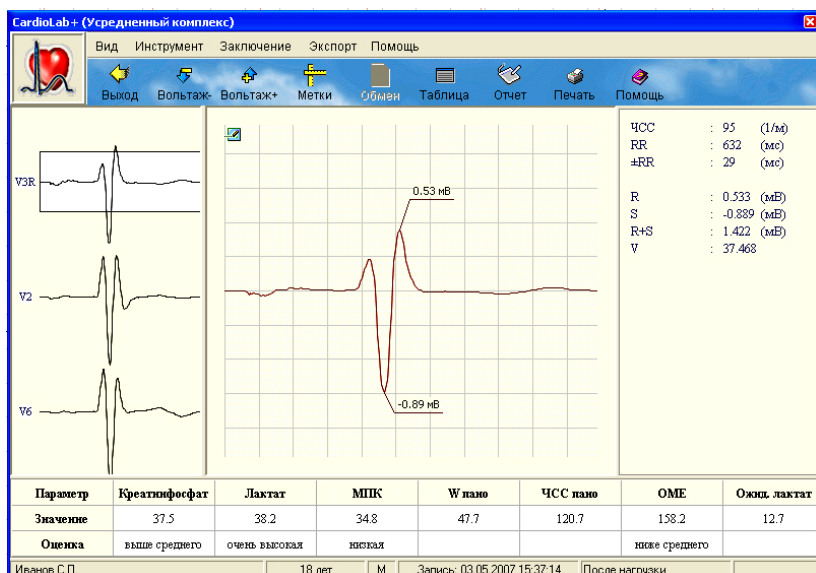 CardioLab+ (Усредненный комплекс)
Вид Инструмент Заключение Экспорт Помощь
Выход Вольтаж- Вольтаж+ Метки Обмен Таблица Отчет Печать Помощь
V3R
V2
V6
0.53 мВ
-0.89 мВ
ЧСС : 95 (1/м)
RR : 632 (мс)
±RR : 29 (мс)
R : 0.533 (мВ)
S : -0.889 (мВ)
R+S : 1.422 (мВ)
V : 37.468
Параметр Креатинфосфат Лактат МПК W пано ЧСС пано ОМЕ Ожид. лактат
Значение 37.5 38.2 34.8 47.7 120.7 158.2 12.7
Оценка выше среднего очень высокая низкая ниже среднего
Иванов С.П. 18 лет М Запись: 03.05.2007 15:37:14 После нагрузки